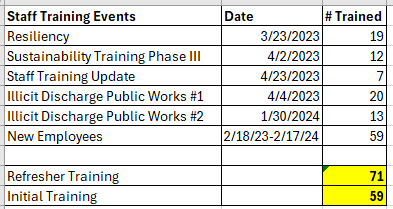 Staff Training Events Date # Trained
Resiliency 3/23/2023 19
Sustainability Training Phase III 4/2/2023 12
Staff Training Update 4/23/2023 7
Illicit Discharge Public Works #1 4/4/2023 20
Illicit Discharge Public Works #2 1/30/2024 13
New Employees 2/18/23-2/17/24 59
Refresher Training 71
Initial Training 59